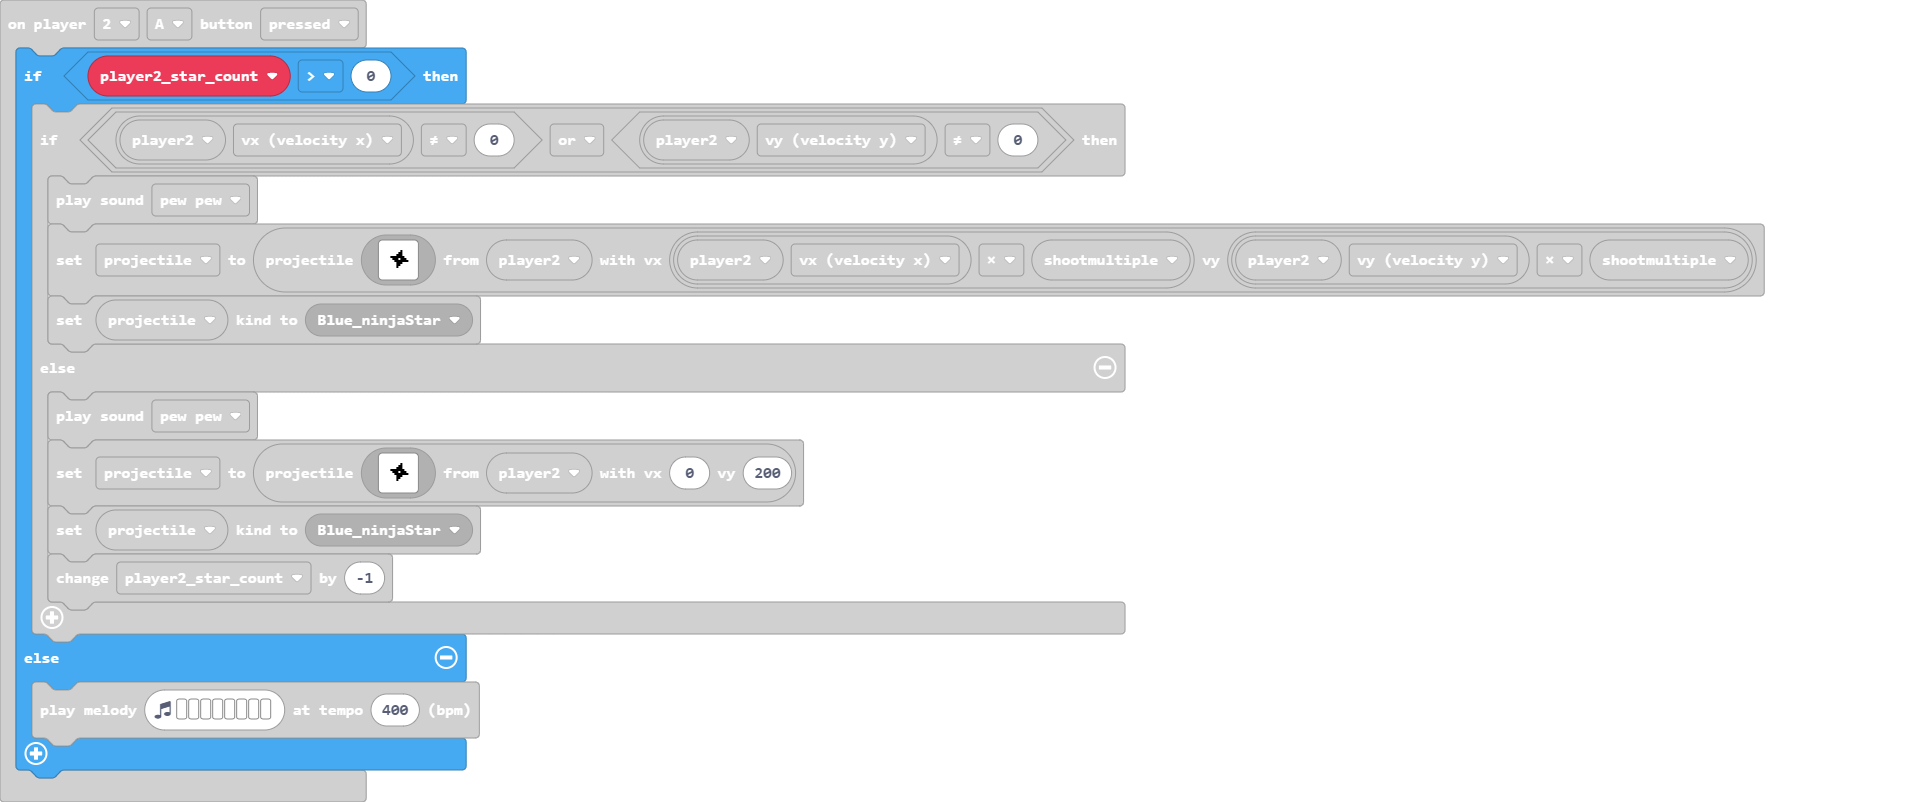 on player 2 A button pressed
if player2_star_count > 0 then
if player2 vx (velocity x) ≠ 0 or player2 vy (velocity y) ≠ 0 then
play sound pew pew
set projectile to projectile from player2 with vx player2 vx (velocity x) × shootmultiple vy player2 vy (velocity y) × shootmultiple
set projectile kind to Blue_ninjaStar
else
play sound pew pew
set projectile to projectile from player2 with vx 0 vy 200
set projectile kind to Blue_ninjaStar
change player2_star_count by -1
else
play melody at tempo 400 (bpm)